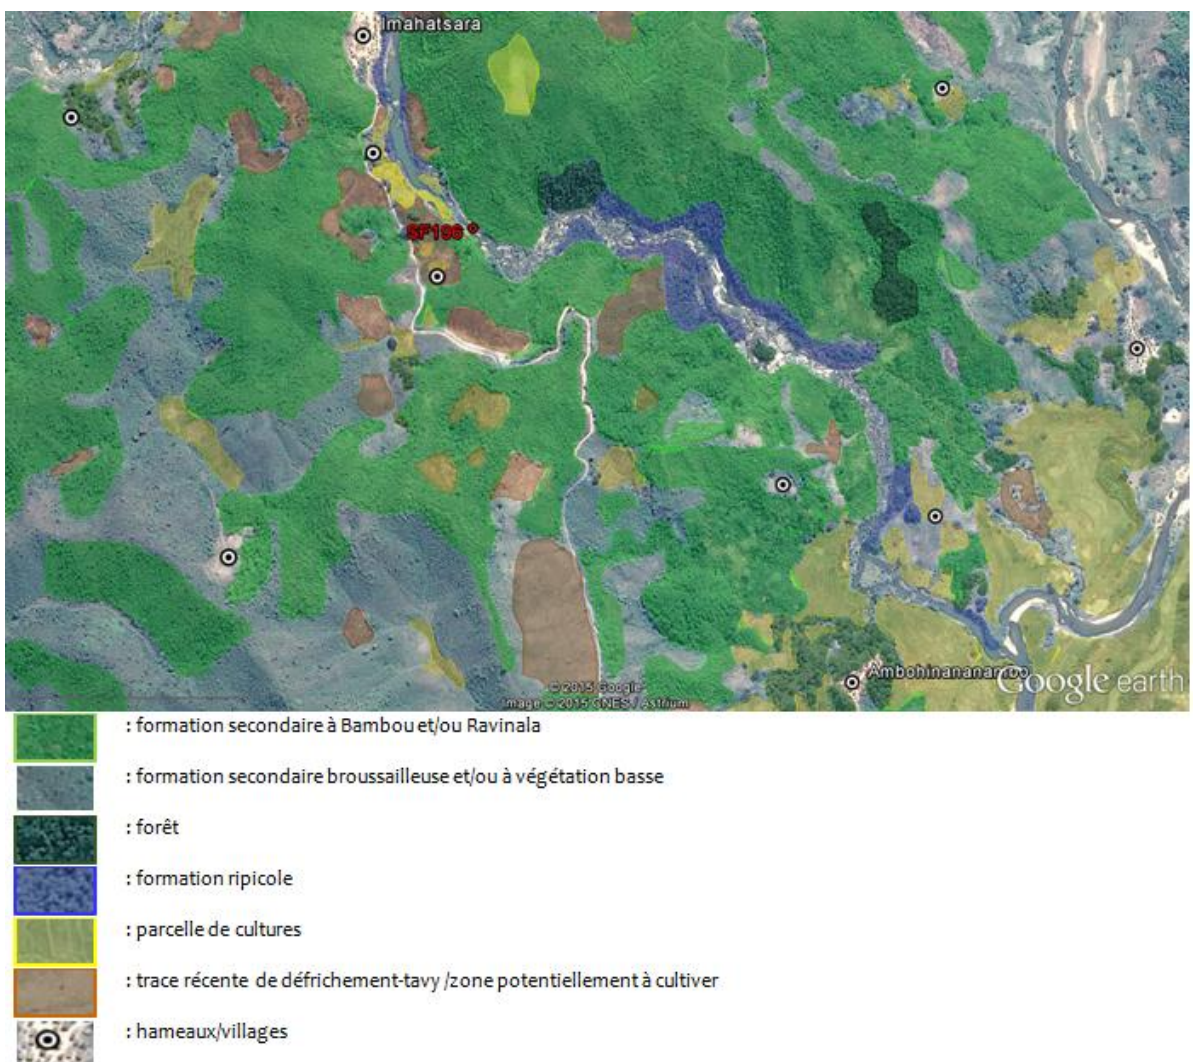 Imahatsara
SF196
Ambohinananambo
© 2015 Google
Image © 2015 CNES / Astrium
Google earth
: formation secondaire à Bambou et/ou Ravinala
: formation secondaire broussailleuse et/ou à végétation basse
: forêt
: formation ripicole
: parcelle de cultures
: trace récente de défrichement-tavy /zone potentiellement à cultiver
: hameaux/villages